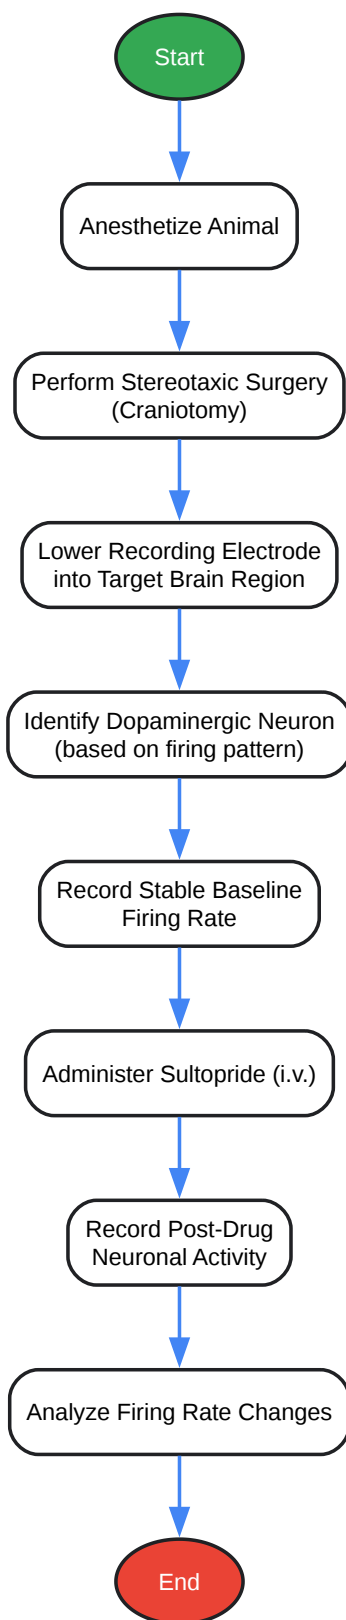 Start
Anesthetize Animal
Perform Stereotaxic Surgery
(Craniotomy)
Lower Recording Electrode
into Target Brain Region
Identify Dopaminergic Neuron
(based on firing pattern)
Record Stable Baseline
Firing Rate
Administer Sultopride (i.v.)
Record Post-Drug
Neuronal Activity
Analyze Firing Rate Changes
End